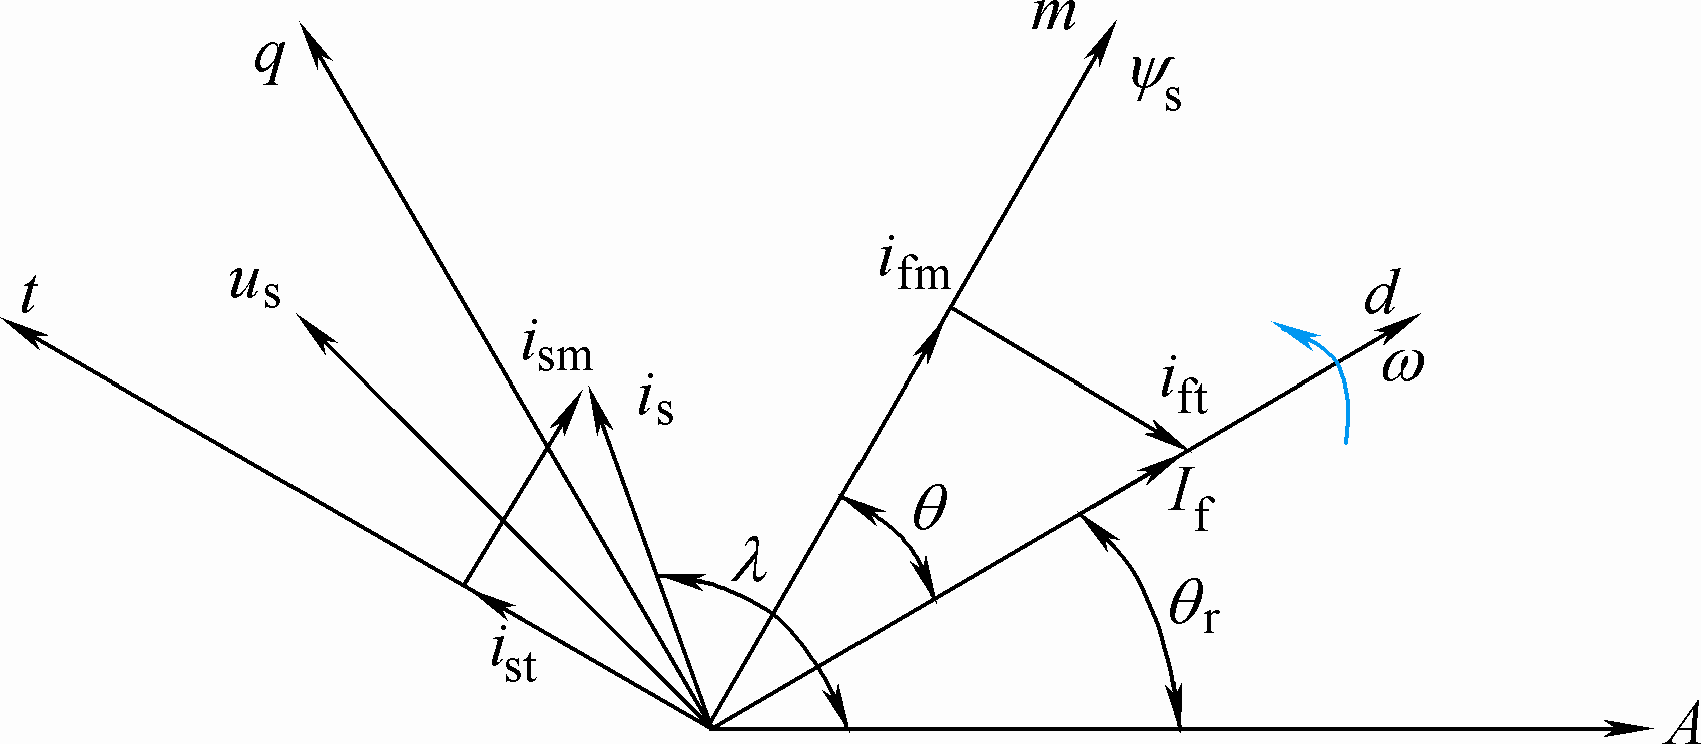 m
q
ψs
ifm
t
us
d
ism
ω
ift
is
If
θ
λ
θr
ist
A